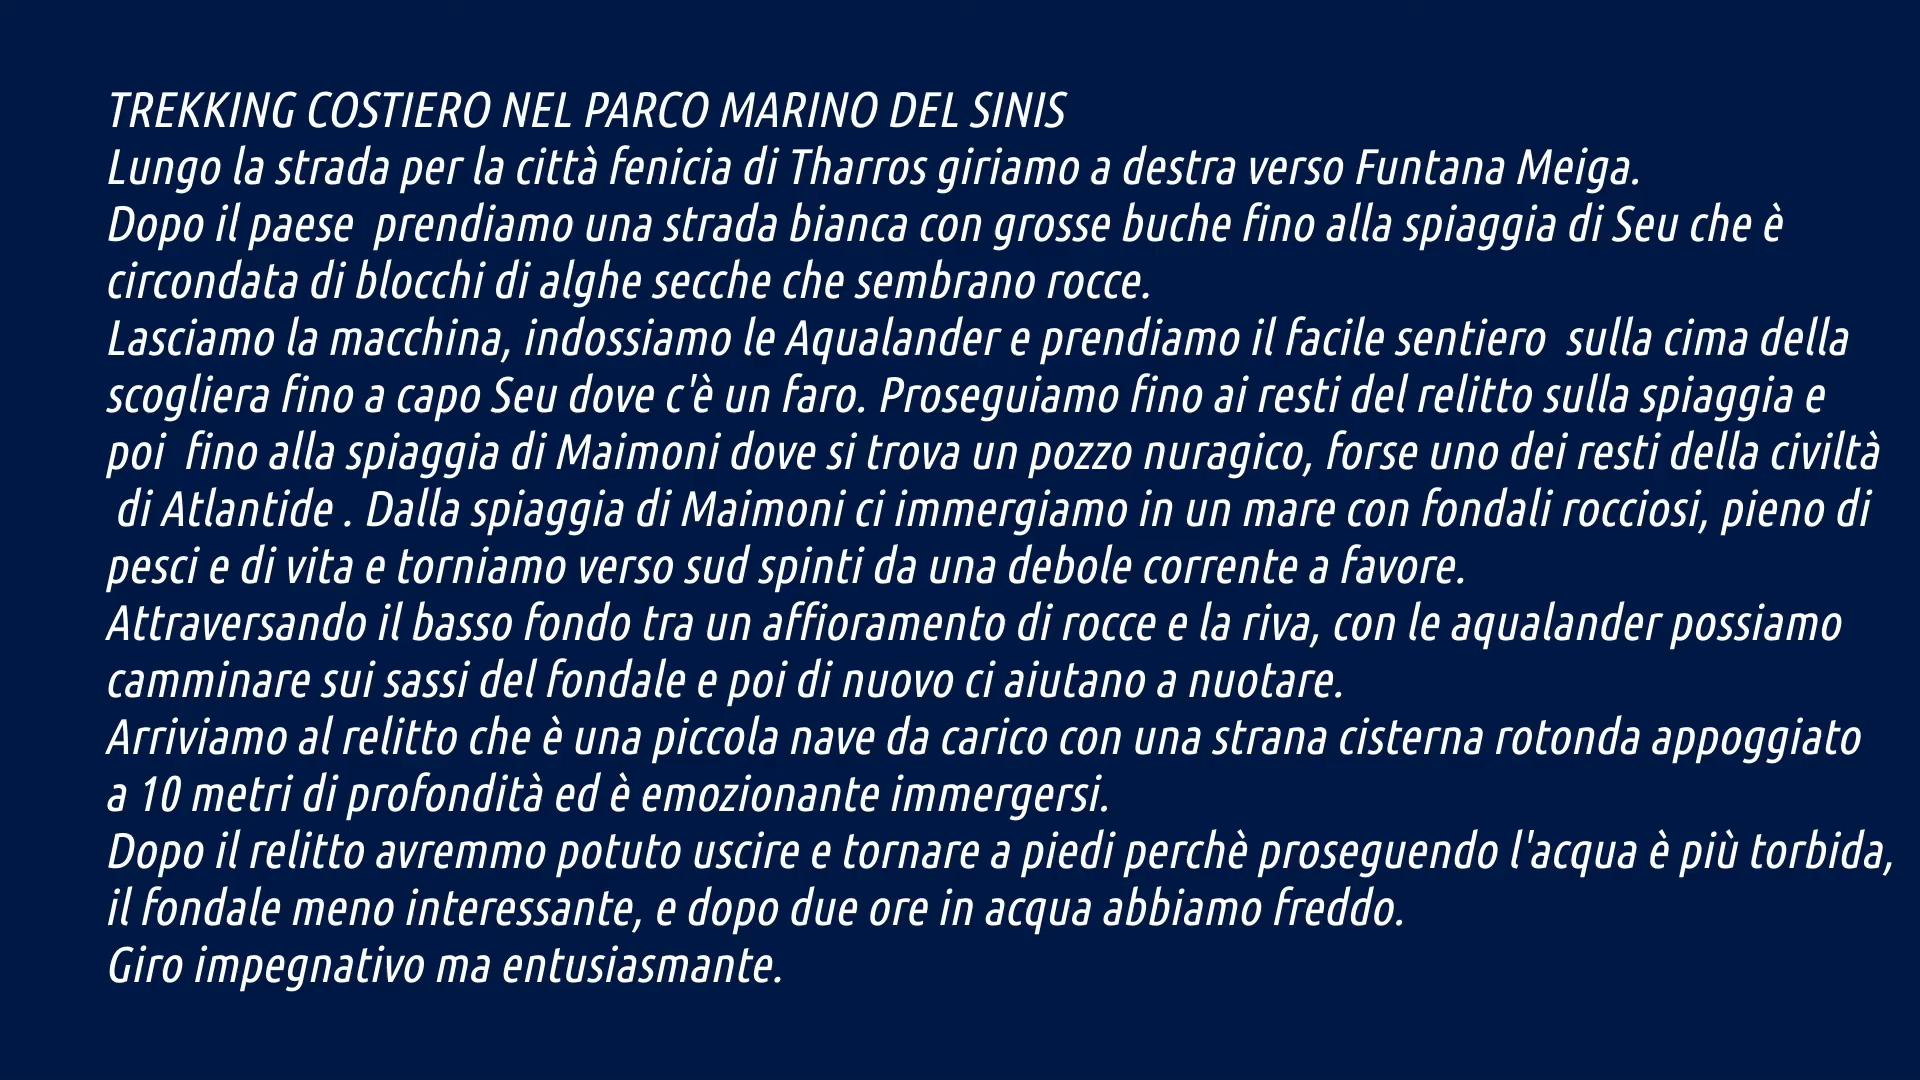 TREKKING COSTIERO NEL PARCO MARINO DEL SINIS
Lungo la strada per la città fenicia di Tharros giriamo a destra verso Funtana Meiga.
Dopo il paese  prendiamo una strada bianca con grosse buche fino alla spiaggia di Seu che è
circondata di blocchi di alghe secche che sembrano rocce.
Lasciamo la macchina, indossiamo le Aqualander e prendiamo il facile sentiero  sulla cima della
scogliera fino a capo Seu dove c'è un faro. Proseguiamo fino ai resti del relitto sulla spiaggia e
poi  fino alla spiaggia di Maimoni dove si trova un pozzo nuragico, forse uno dei resti della civiltà
 di Atlantide . Dalla spiaggia di Maimoni ci immergiamo in un mare con fondali rocciosi, pieno di
pesci e di vita e torniamo verso sud spinti da una debole corrente a favore.
Attraversando il basso fondo tra un affioramento di rocce e la riva, con le aqualander possiamo
camminare sui sassi del fondale e poi di nuovo ci aiutano a nuotare.
Arriviamo al relitto che è una piccola nave da carico con una strana cisterna rotonda appoggiato
a 10 metri di profondità ed è emozionante immergersi.
Dopo il relitto avremmo potuto uscire e tornare a piedi perchè proseguendo l'acqua è più torbida,
il fondale meno interessante, e dopo due ore in acqua abbiamo freddo.
Giro impegnativo ma entusiasmante.